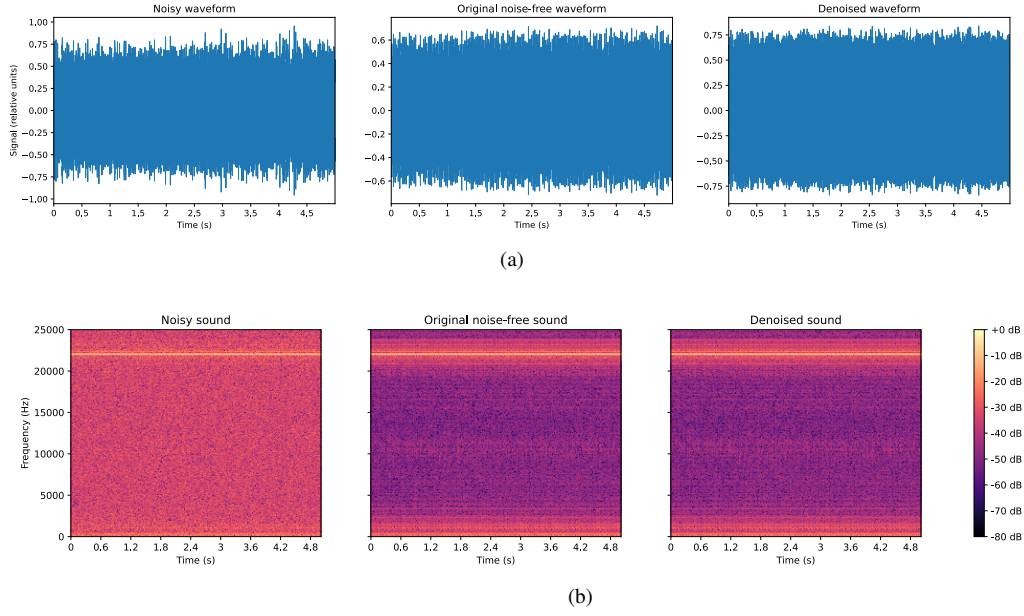 Noisy waveform Original noise-free waveform Denoised waveform
1.00
0.75
0.50
0.25
0.00
−0.25
−0.50
−0.75
−1.00
Signal (relative units)
0 0.5 1 1.5 2 2.5 3 3.5 4 4.5
Time (s)
0.6
0.4
0.2
0.0
−0.2
−0.4
−0.6
0 0.5 1 1.5 2 2.5 3 3.5 4 4.5
Time (s)
0.75
0.50
0.25
0.00
−0.25
−0.50
−0.75
0 0.5 1 1.5 2 2.5 3 3.5 4 4.5
Time (s)
(a)
Noisy sound Original noise-free sound Denoised sound
25000
20000
15000
10000
5000
0
Frequency (Hz)
0 0.6 1.2 1.8 2.4 3 3.6 4.2 4.8
Time (s)
0 0.6 1.2 1.8 2.4 3 3.6 4.2 4.8
Time (s)
0 0.6 1.2 1.8 2.4 3 3.6 4.2 4.8
Time (s)
+0 dB
-10 dB
-20 dB
-30 dB
-40 dB
-50 dB
-60 dB
-70 dB
-80 dB
(b)